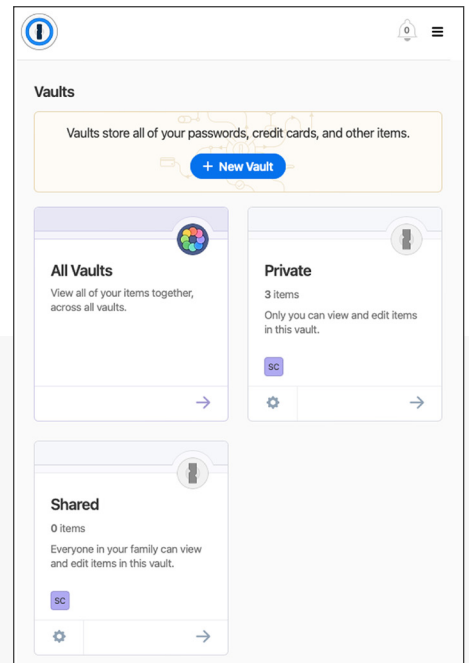 0
Vaults
Vaults store all of your passwords, credit cards, and other items.
+ New Vault
All Vaults
View all of your items together,
across all vaults.
Private
3 items
Only you can view and edit items
in this vault.
SC
Shared
0 items
Everyone in your family can view
and edit items in this vault.
SC